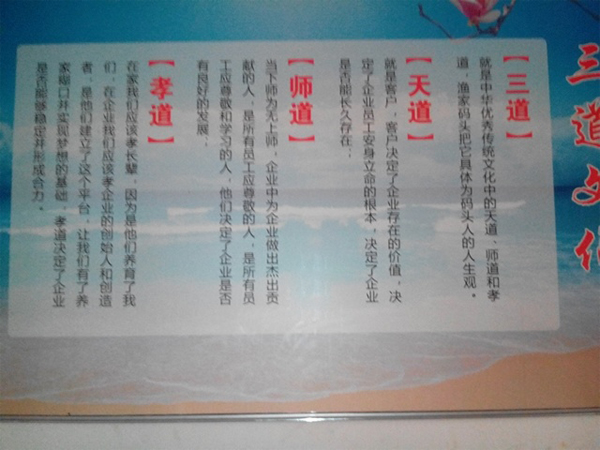 三道文化
【三道】
就是中华优秀传统文化中的天道、师道和孝
道，渔家码头把它具体为码头人的人生观。
【天道】
就是客户，客户决定了企业存在的价值，决
定了企业员工安身立命的根本，决定了企业
是否能长久存在；
【师道】
当下师为无上师，企业中为企业做出杰出贡
献的人，是所有员工应尊敬的人，是所有员
工应尊敬和学习的人，他们决定了企业是否
有良好的发展；
【孝道】
在家我们应该孝长辈，因为是他们养育了我
们，在企业我们应该孝企业的创始人和创造
者，是他们建立了这个平台，让我们有了养
家糊口并实现梦想的基础，孝道决定了企业
是否能够稳定并形成合力。